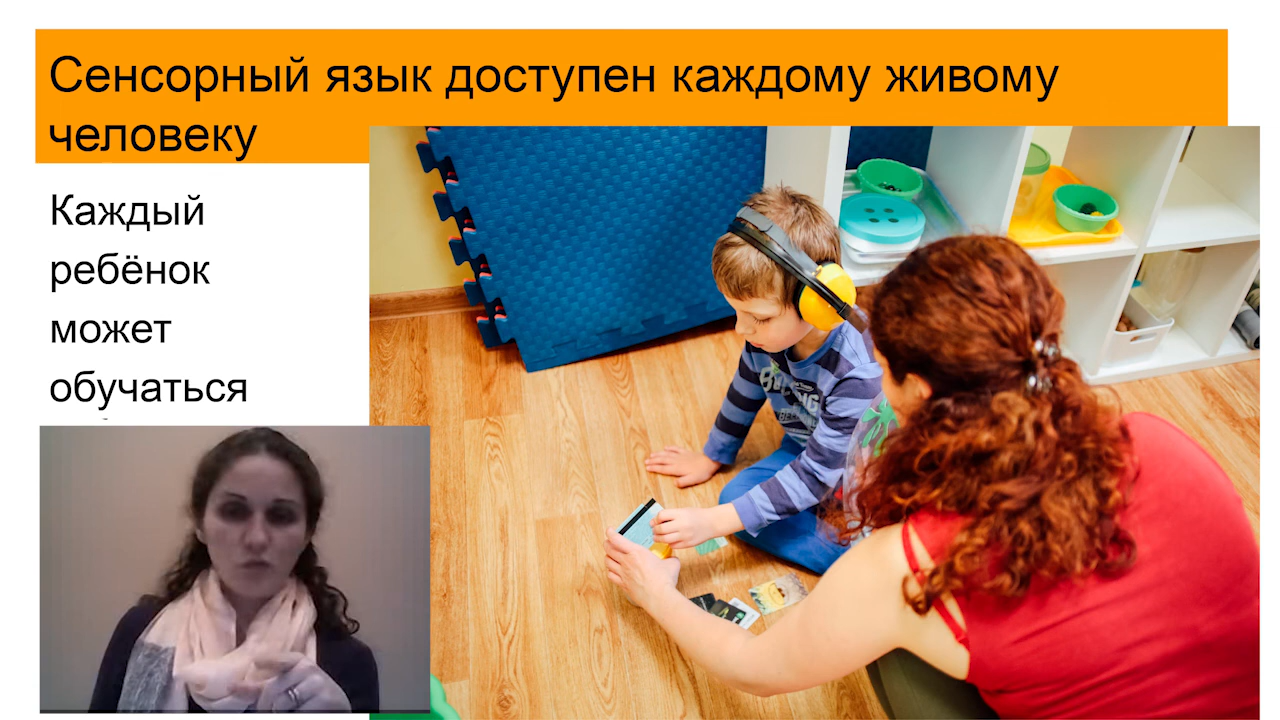 Сенсорный язык доступен каждому живому
человеку
Каждый
ребёнок
может
обучаться